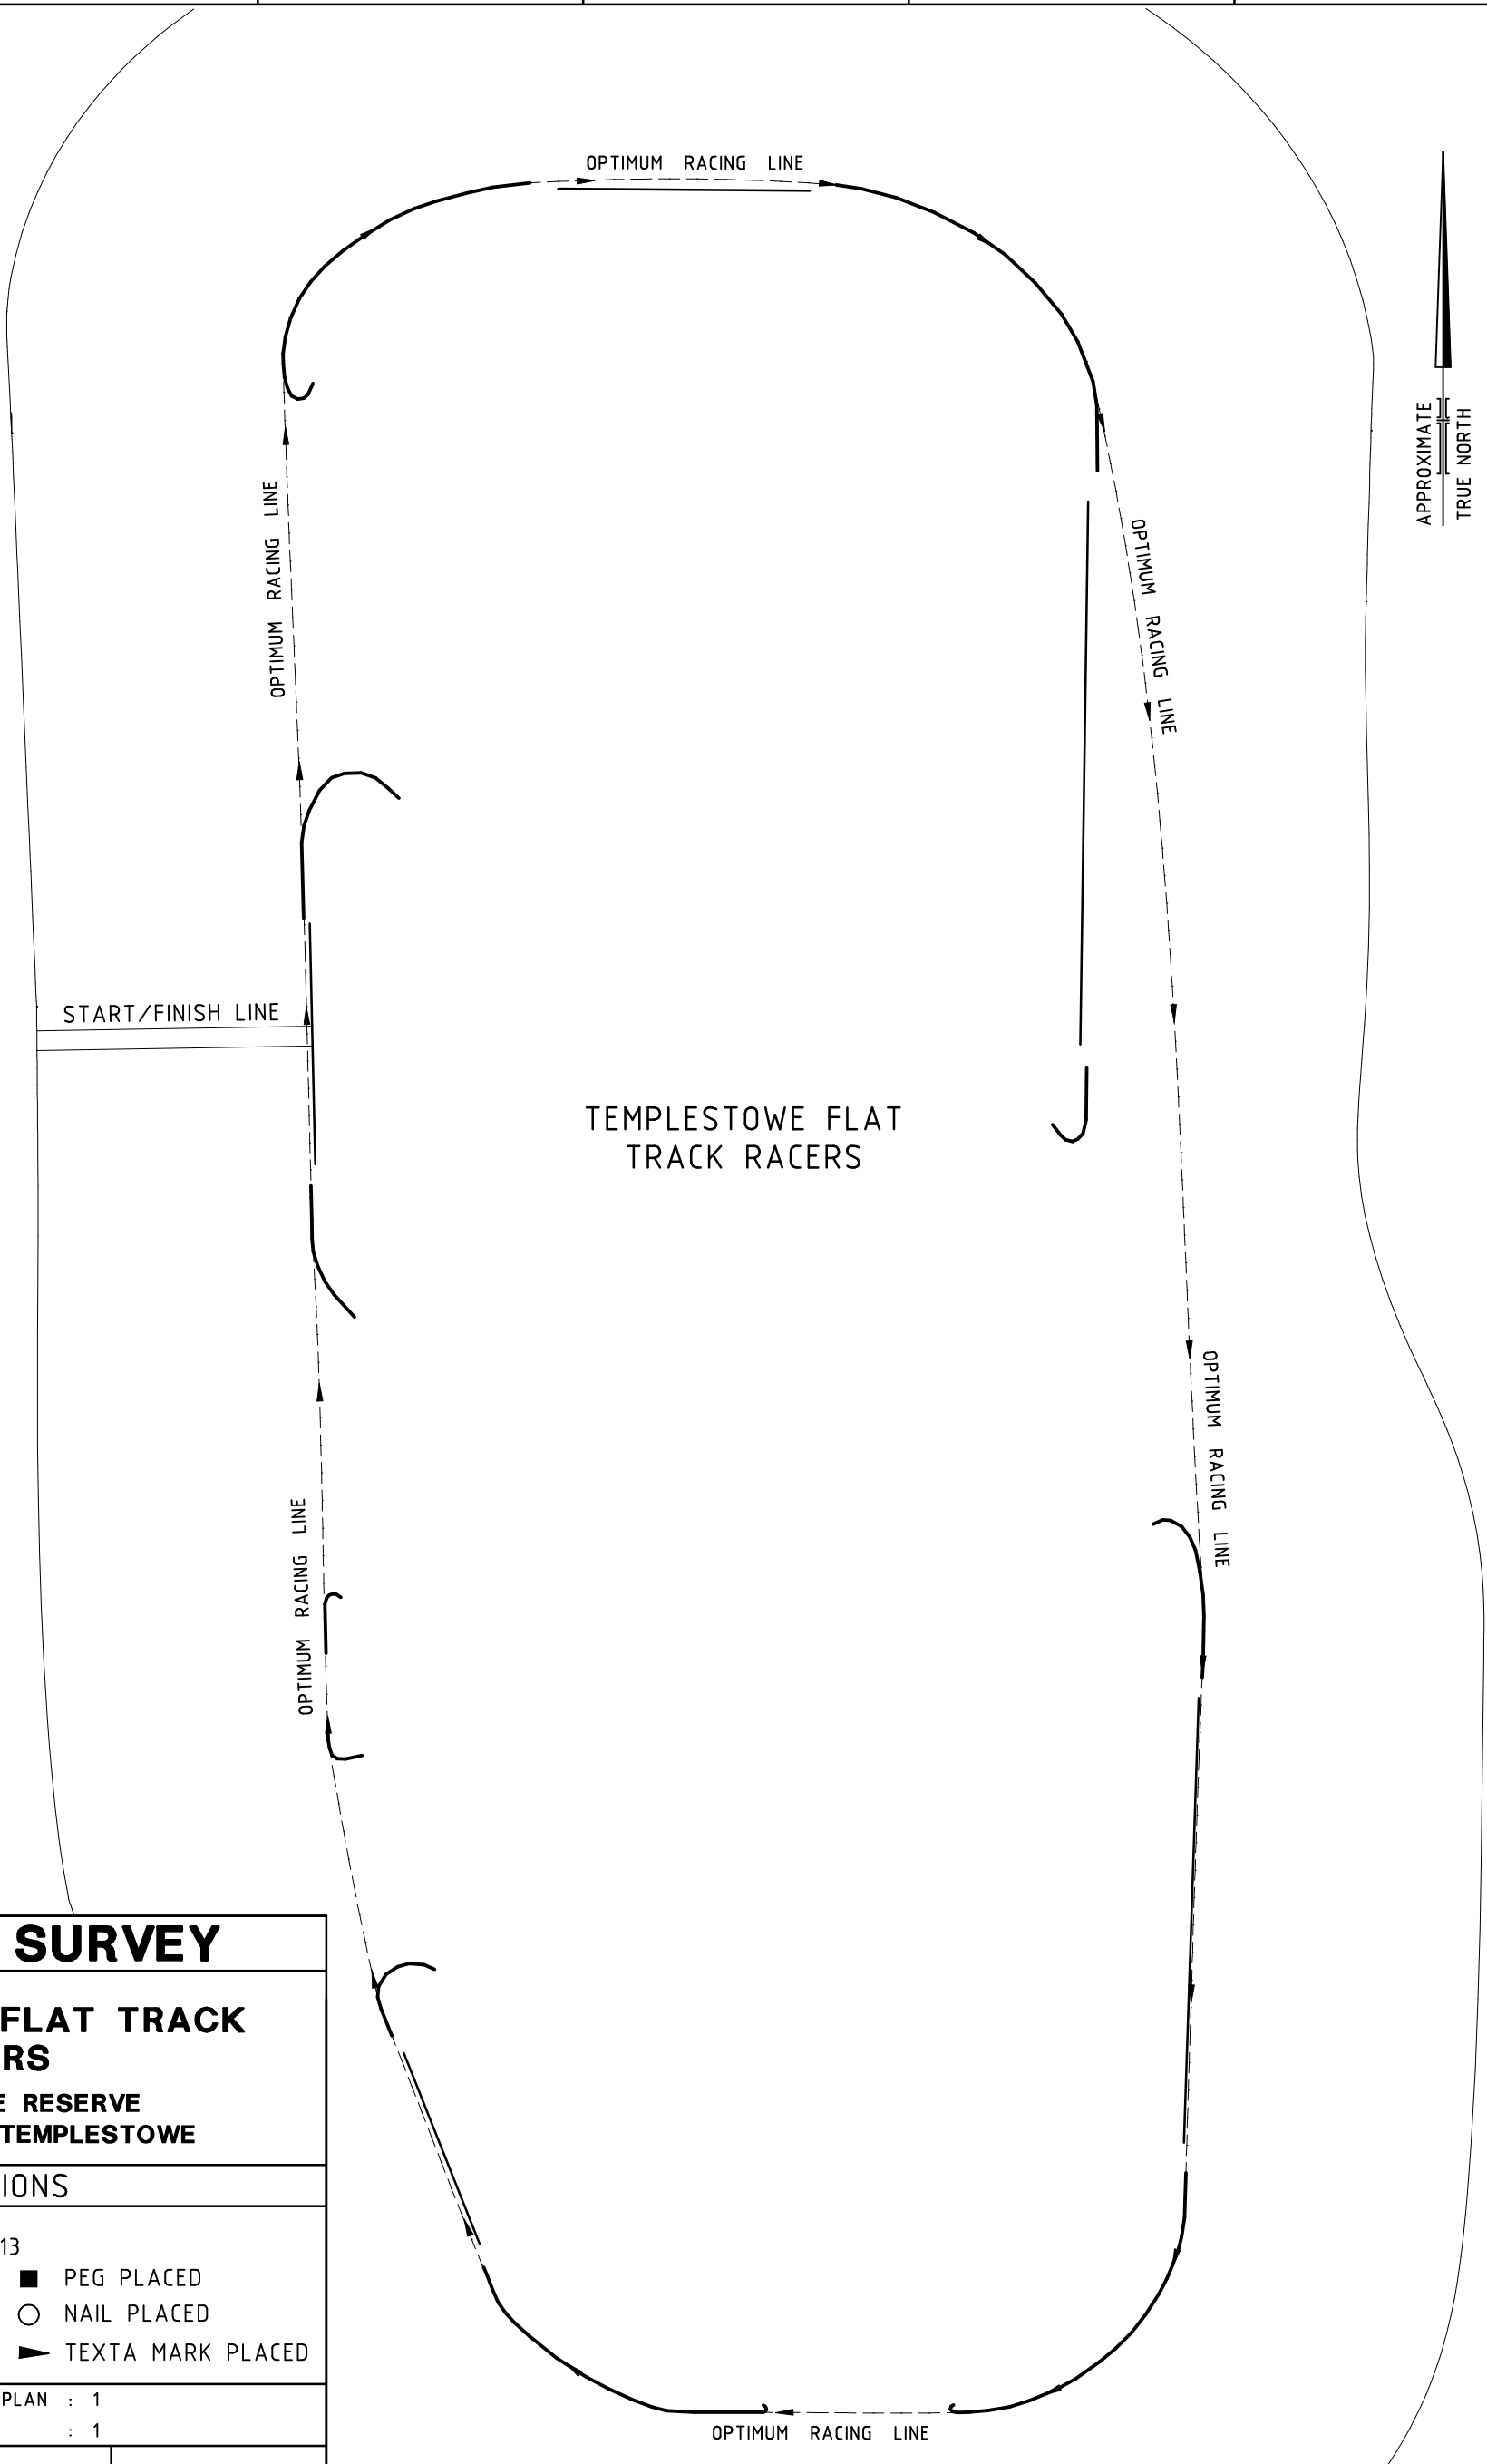 OPTIMUM RACING LINE
APPROXIMATE
TRUE NORTH
OPTIMUM RACING LINE
OPTIMUM RACING LINE
START/FINISH LINE
TEMPLESTOWE FLAT
TRACK RACERS
OPTIMUM RACING LINE
OPTIMUM RACING LINE
SURVEY
FLAT TRACK
RS
E RESERVE
TEMPLESTOWE
IONS
13
PEG PLACED
NAIL PLACED
TEXTA MARK PLACED
PLAN : 1
: 1
OPTIMUM RACING LINE